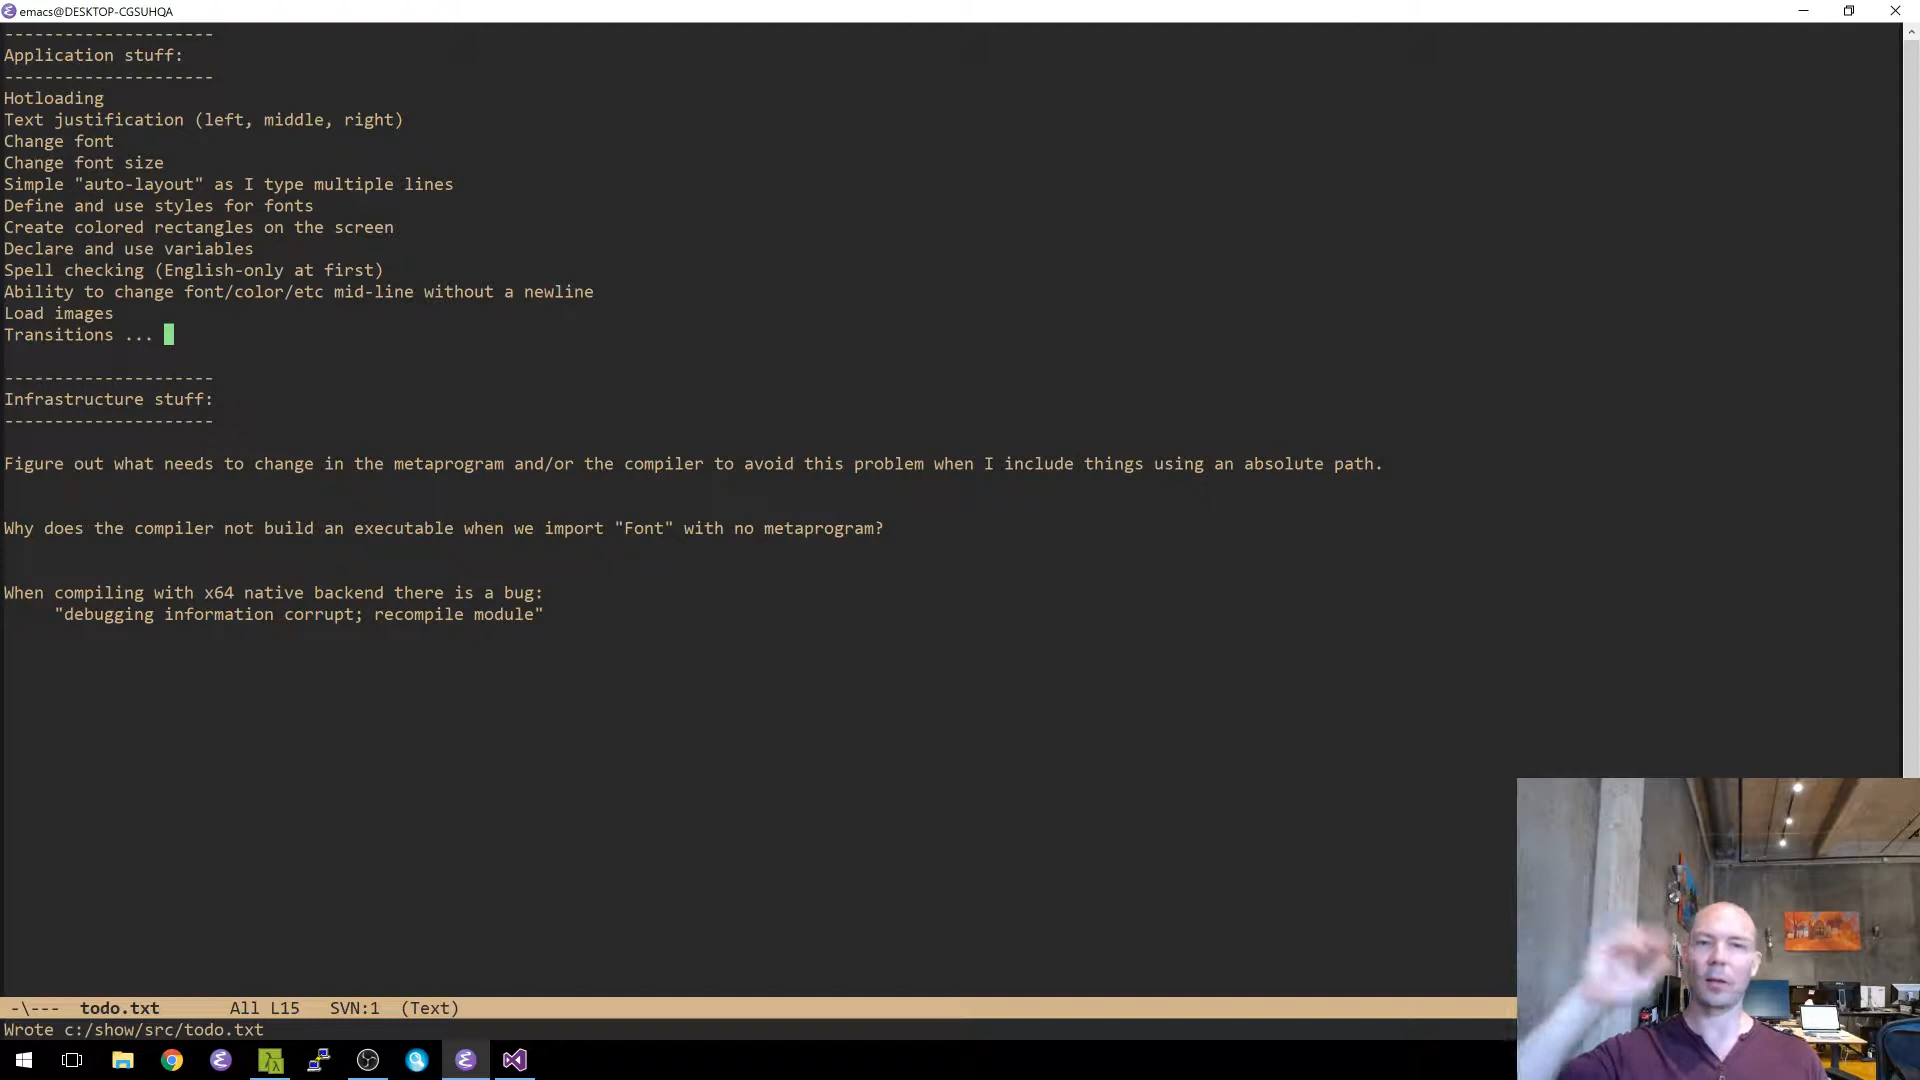 emacs@DESKTOP-CGSUHQA
---------------------
Application stuff:
---------------------
Hotloading
Text justification (left, middle, right)
Change font
Change font size
Simple "auto-layout" as I type multiple lines
Define and use styles for fonts
Create colored rectangles on the screen
Declare and use variables
Spell checking (English-only at first)
Ability to change font/color/etc mid-line without a newline
Load images
Transitions ...
---------------------
Infrastructure stuff:
---------------------
Figure out what needs to change in the metaprogram and/or the compiler to avoid this problem when I include things using an absolute path.
Why does the compiler not build an executable when we import "Font" with no metaprogram?
When compiling with x64 native backend there is a bug:
"debugging information corrupt; recompile module"
-\--- todo.txt All L15 SVN:1 (Text)
Wrote c:/show/src/todo.txt